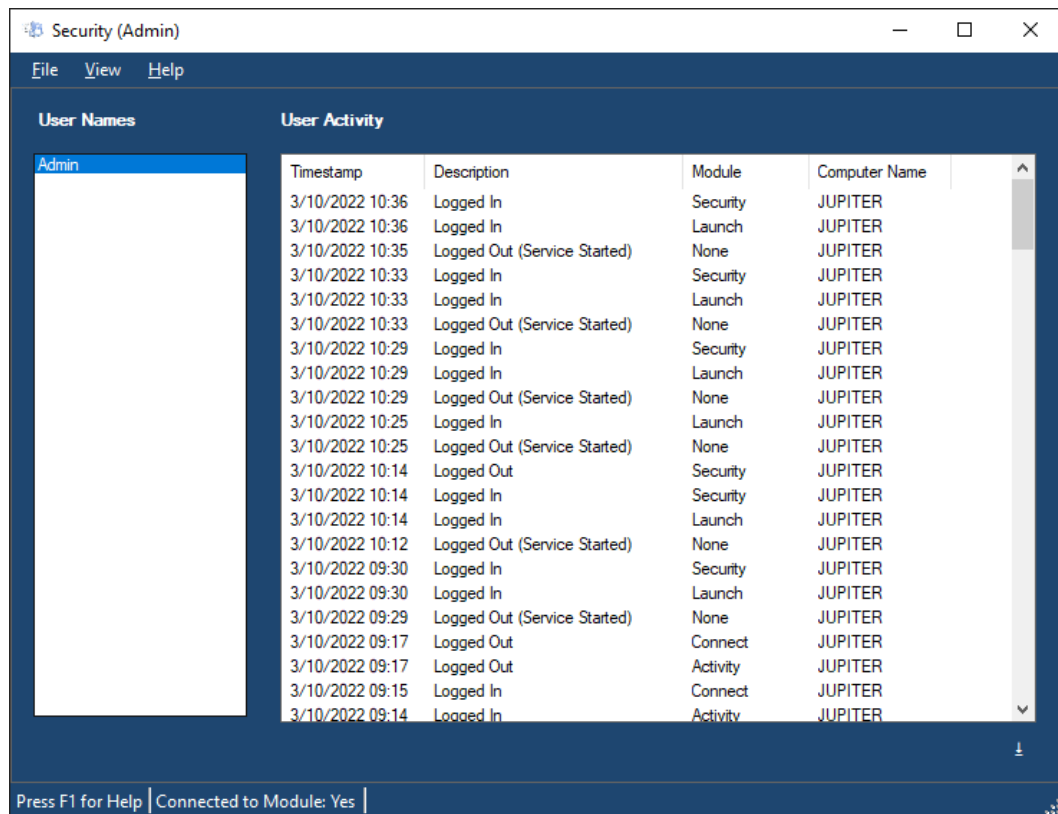 Security (Admin)
File View Help
User Names
User Activity
Admin
Timestamp Description Module Computer Name
3/10/2022 10:36 Logged In Security JUPITER
3/10/2022 10:36 Logged In Launch JUPITER
3/10/2022 10:35 Logged Out (Service Started) None JUPITER
3/10/2022 10:33 Logged In Security JUPITER
3/10/2022 10:33 Logged In Launch JUPITER
3/10/2022 10:33 Logged Out (Service Started) None JUPITER
3/10/2022 10:29 Logged In Security JUPITER
3/10/2022 10:29 Logged In Launch JUPITER
3/10/2022 10:29 Logged Out (Service Started) None JUPITER
3/10/2022 10:25 Logged In Launch JUPITER
3/10/2022 10:25 Logged Out (Service Started) None JUPITER
3/10/2022 10:14 Logged Out Security JUPITER
3/10/2022 10:14 Logged In Security JUPITER
3/10/2022 10:14 Logged In Launch JUPITER
3/10/2022 10:12 Logged Out (Service Started) None JUPITER
3/10/2022 09:30 Logged In Security JUPITER
3/10/2022 09:30 Logged In Launch JUPITER
3/10/2022 09:29 Logged Out (Service Started) None JUPITER
3/10/2022 09:17 Logged Out Connect JUPITER
3/10/2022 09:17 Logged Out Activity JUPITER
3/10/2022 09:15 Logged In Connect JUPITER
3/10/2022 09:14 Logged In Activity JUPITER
Press F1 for Help Connected to Module: Yes